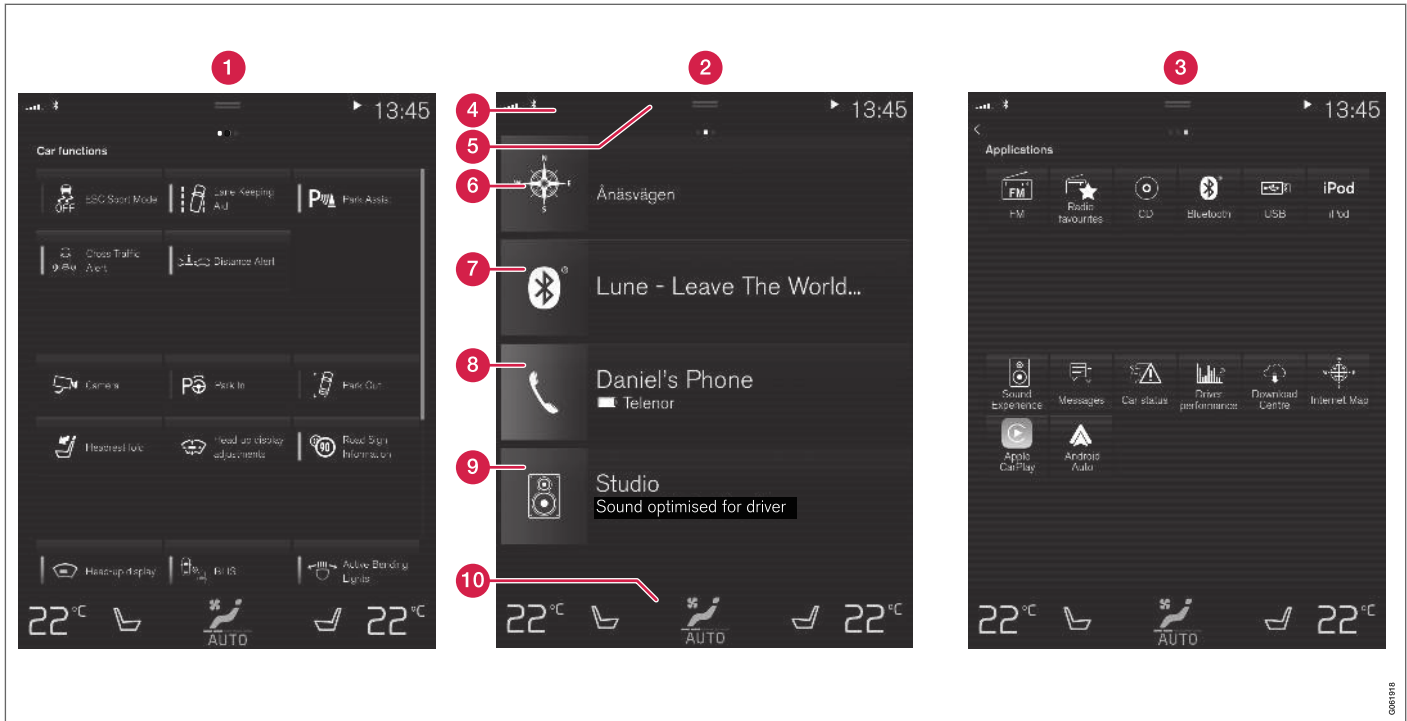 1
2
3
13:45
Car functions
OFF
ESC Sport Mode
Lane Keeping
Aid
Park Assist
Cross Traffic
Alert
Distance Alert
Camera
Park In
Park Out
Headrest fold
Head-up display
adjustments
90
Road Sign
Information
Head-up display
BLIS
Active Bending
Lights
22°C
AUTO
22°C
4
13:45
5
6
N
E
S
Ånäsvägen
7
Lune - Leave The World...
8
Daniel's Phone
Telenor
9
Studio
Sound optimised for driver
10
22°C
AUTO
22°C
13:45
Applications
FM
iPod
FM
Radio
favourites
CD
Bluetooth
USB
iPod
Sound
Experience
Messages
Car status
Driver
performance
Download
Centre
Internet Map
Apple
CarPlay
Android
Auto
22°C
AUTO
22°C
G061918